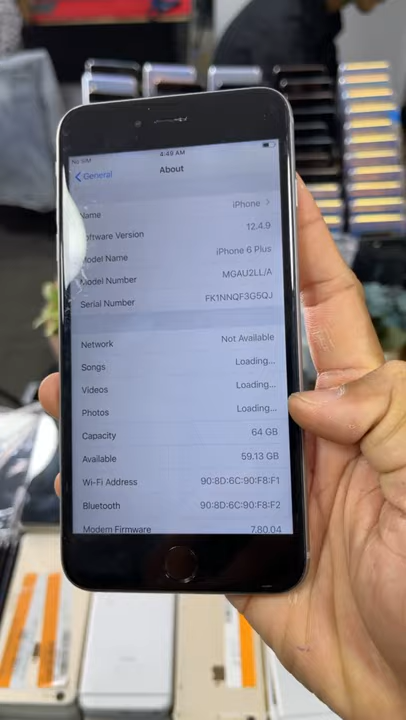 No SIM
4:49 AM
General
About
Name
iPhone
Software Version
12.4.9
Model Name
iPhone 6 Plus
Model Number
MGAU2LL/A
Serial Number
FK1NNQF3G5QJ
Network
Not Available
Songs
Loading...
Videos
Loading...
Photos
Loading...
Capacity
64 GB
Available
59.13 GB
Wi-Fi Address
90:8D:6C:90:F8:F1
Bluetooth
90:8D:6C:90:F8:F2
Modem Firmware
7.80.04